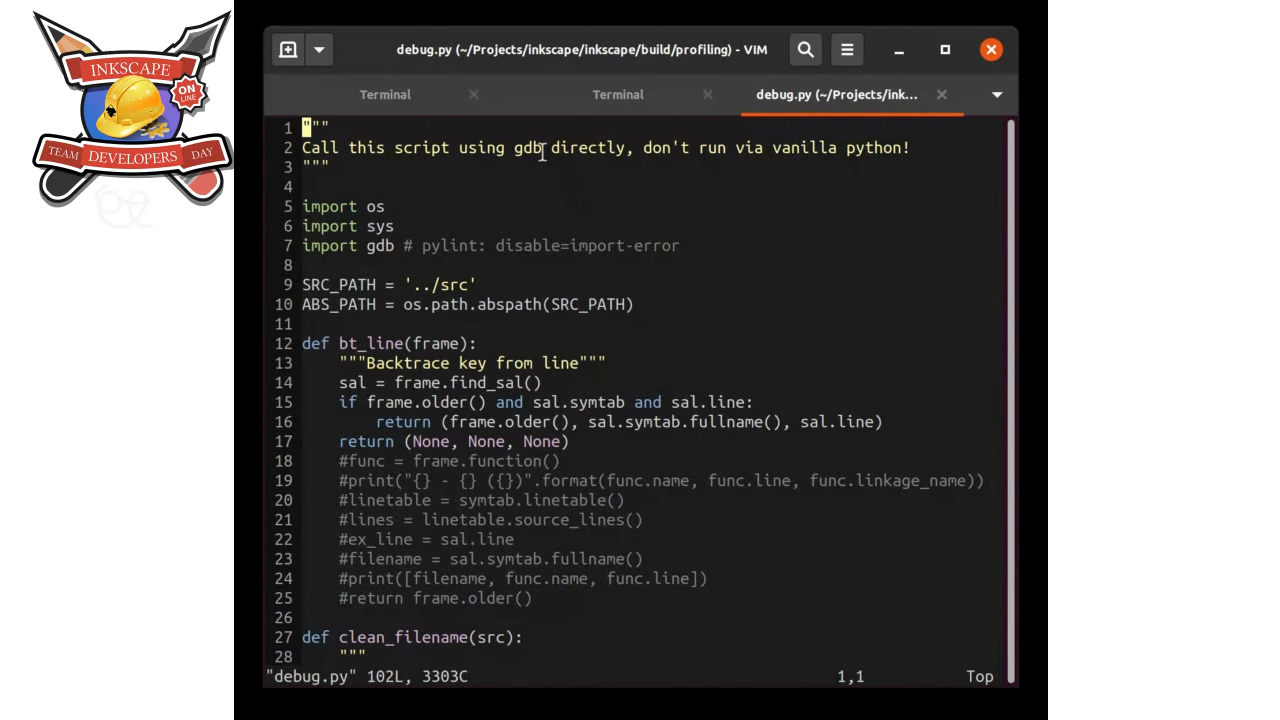 INKSCAPE
ON
LINE
TEAM DEVELOPERS DAY
debug.py (~/Projects/inkscape/inkscape/build/profiling) - VIM
Terminal
Terminal
debug.py (~/Projects/ink...
1 """
2 Call this script using gdb directly, don't run via vanilla python!
3 """
4
5 import os
6 import sys
7 import gdb # pylint: disable=import-error
8
9 SRC_PATH = '../src'
10 ABS_PATH = os.path.abspath(SRC_PATH)
11
12 def bt_line(frame):
13     """Backtrace key from line"""
14     sal = frame.find_sal()
15     if frame.older() and sal.symtab and sal.line:
16         return (frame.older(), sal.symtab.fullname(), sal.line)
17     return (None, None, None)
18     #func = frame.function()
19     #print("{} - {} ({})".format(func.name, func.line, func.linkage_name))
20     #linetable = symtab.linetable()
21     #lines = linetable.source_lines()
22     #ex_line = sal.line
23     #filename = sal.symtab.fullname()
24     #print([filename, func.name, func.line])
25     #return frame.older()
26
27 def clean_filename(src):
28     """
"debug.py" 102L, 3303C 1,1 Top